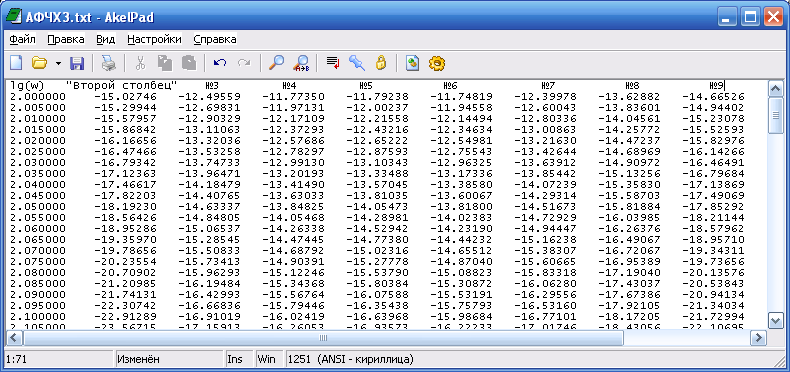 АФЧХ3.txt - AkelPad
Файл Правка Вид Настройки Справка
lg(w) "Второй столбец" №3 №4 №5 №6 №7 №8 №9
2.000000 -15.02746 -12.49559 -11.77350 -11.79238 -11.74819 -12.39978 -13.62882 -14.66526
2.005000 -15.29944 -12.69831 -11.97131 -12.00237 -11.94558 -12.60043 -13.83601 -14.94402
2.010000 -15.57957 -12.90329 -12.17109 -12.21558 -12.14494 -12.80336 -14.04561 -15.23078
2.015000 -15.86842 -13.11063 -12.37293 -12.43216 -12.34634 -13.00863 -14.25772 -15.52593
2.020000 -16.16656 -13.32036 -12.57686 -12.65222 -12.54981 -13.21630 -14.47237 -15.82976
2.025000 -16.47466 -13.53258 -12.78297 -12.87593 -12.75543 -13.42644 -14.68969 -16.14266
2.030000 -16.79342 -13.74733 -12.99130 -13.10343 -12.96325 -13.63912 -14.90972 -16.46491
2.035000 -17.12363 -13.96471 -13.20193 -13.33488 -13.17336 -13.85442 -15.13256 -16.79684
2.040000 -17.46617 -14.18479 -13.41490 -13.57045 -13.38580 -14.07239 -15.35830 -17.13869
2.045000 -17.82203 -14.40765 -13.63033 -13.81035 -13.60067 -14.29314 -15.58703 -17.49069
2.050000 -18.19230 -14.63337 -13.84825 -14.05473 -13.81800 -14.51673 -15.81884 -17.85292
2.055000 -18.56426 -14.84805 -14.05468 -14.28981 -14.02383 -14.72929 -16.03985 -18.21144
2.060000 -18.95286 -15.06537 -14.26338 -14.52942 -14.23190 -14.94447 -16.26376 -18.57962
2.065000 -19.35970 -15.28545 -14.47445 -14.77380 -14.44232 -15.16238 -16.49067 -18.95710
2.070000 -19.78656 -15.50833 -14.68792 -15.02316 -14.65512 -15.38307 -16.72067 -19.34311
2.075000 -20.23554 -15.73413 -14.90391 -15.27778 -14.87040 -15.60665 -16.95389 -19.73656
2.080000 -20.70902 -15.96293 -15.12246 -15.53790 -15.08823 -15.83318 -17.19040 -20.13576
2.085000 -21.20985 -16.19484 -15.34368 -15.80384 -15.30872 -16.06280 -17.43037 -20.53843
2.090000 -21.74131 -16.42993 -15.56764 -16.07588 -15.53191 -16.29556 -17.67386 -20.94134
2.095000 -22.30742 -16.66836 -15.79446 -16.35438 -15.75793 -16.53160 -17.92105 -21.34034
2.100000 -22.91289 -16.91019 -16.02419 -16.63968 -15.98684 -16.77101 -18.17205 -21.72994
2.105000 -23.56715 -17.15913 -16.26053 -16.93573 -16.22233 -17.01746 -18.43056 -22.10695
1:71 Изменён Ins Win 1251 (ANSI - кириллица)